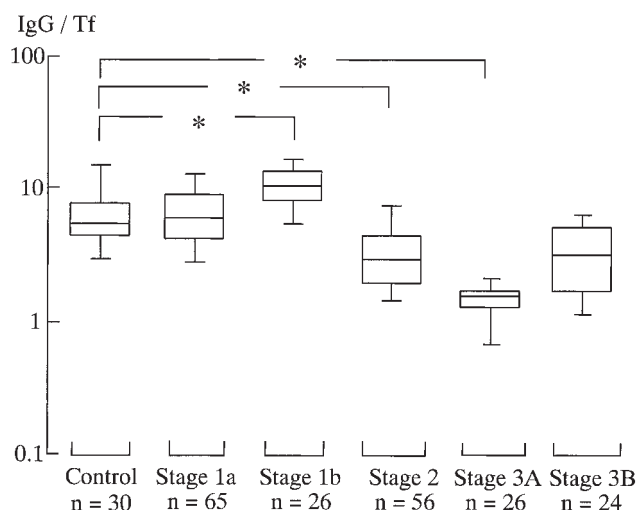 IgG / Tf
100
*
*
*
10
1
0.1
Control Stage 1a Stage 1b Stage 2 Stage 3A Stage 3B
n = 30 n = 65 n = 26 n = 56 n = 26 n = 24